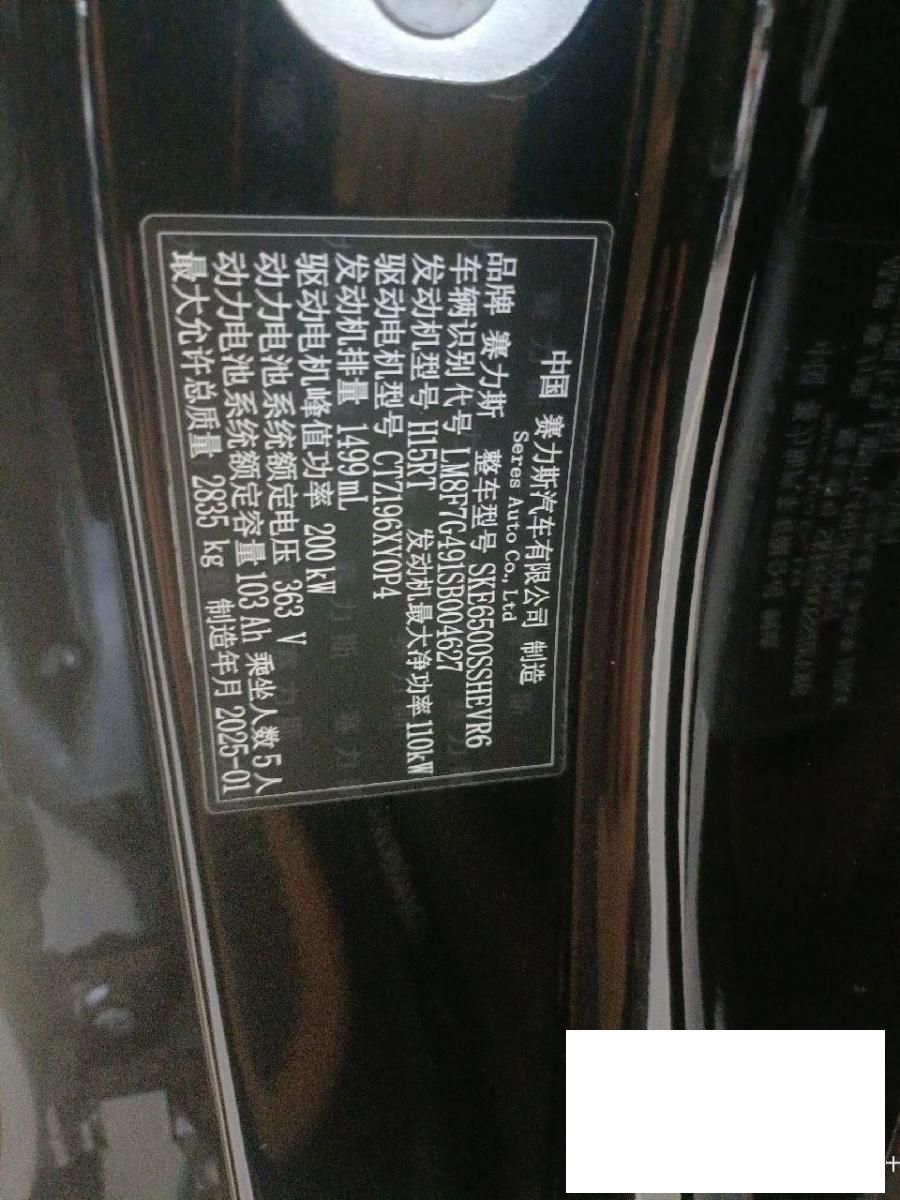 中国 赛力斯汽车有限公司 制造
Seres Auto Co., Ltd
品牌 赛力斯 整车型号 SKE6500SSHEVR6
车辆识别代号 LM8F7G491SB004627
发动机型号 H15RT 发动机最大净功率 110kW
驱动电机型号 CTZ196XY0P4
发动机排量 1499 mL
驱动电机峰值功率 200 kW
动力电池系统额定电压 363 V
动力电池系统额定容量 103 Ah 乘坐人数 5 人
最大允许总质量 2835 kg 制造年月 2025-01